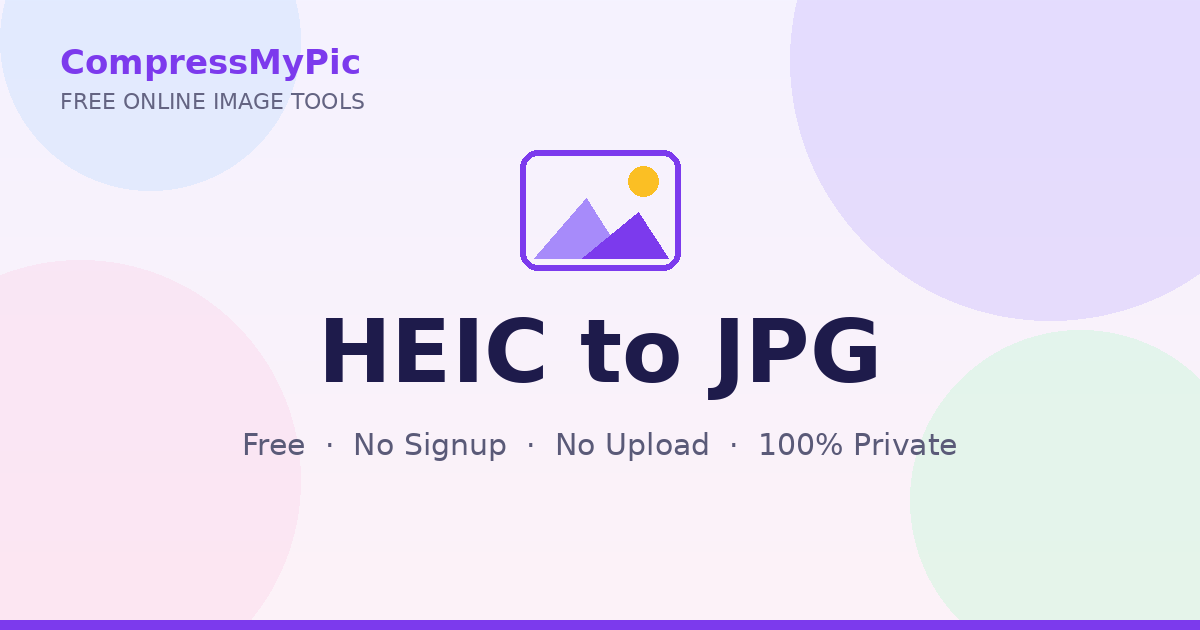 CompressMyPic
FREE ONLINE IMAGE TOOLS
HEIC to JPG
Free · No Signup · No Upload · 100% Private